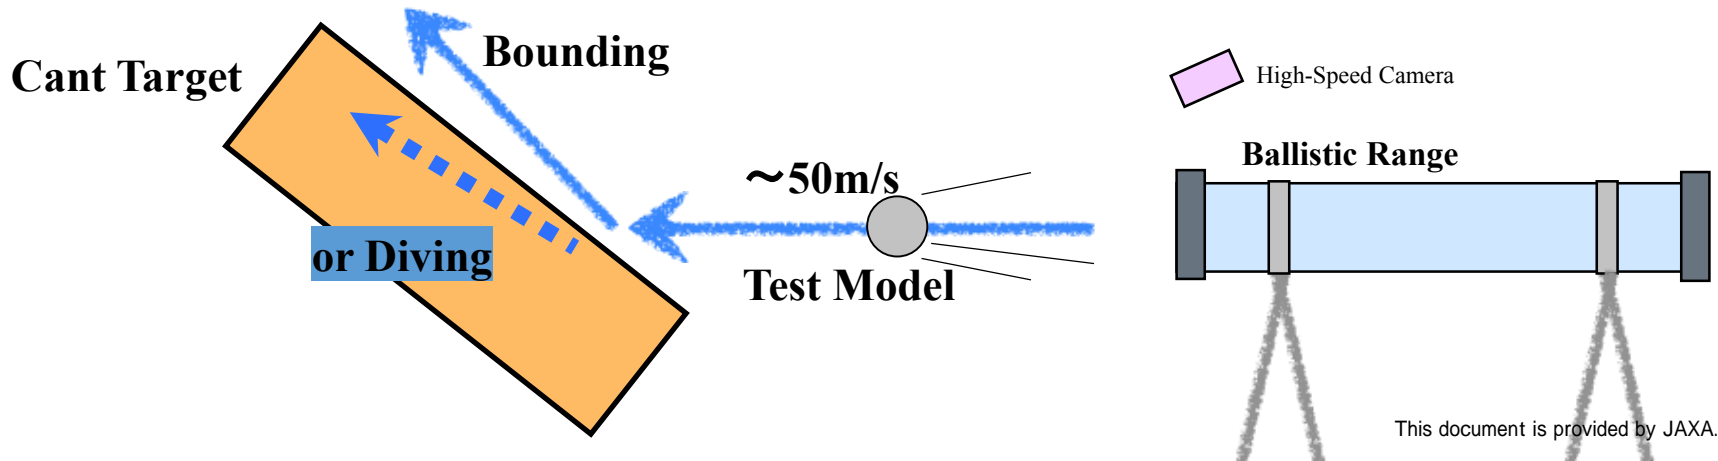 Cant Target
Bounding
or Diving
～50m/s
Test Model
High-Speed Camera
Ballistic Range
This document is provided by JAXA.